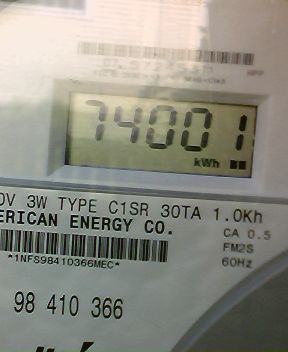 74001
kWh
0V 3W TYPE C1SR 30TA 1.0Kh
ERICAN ENERGY CO.
CA 0.5
FM2S
60Hz
*1NFS98410366MEC*
98 410 366